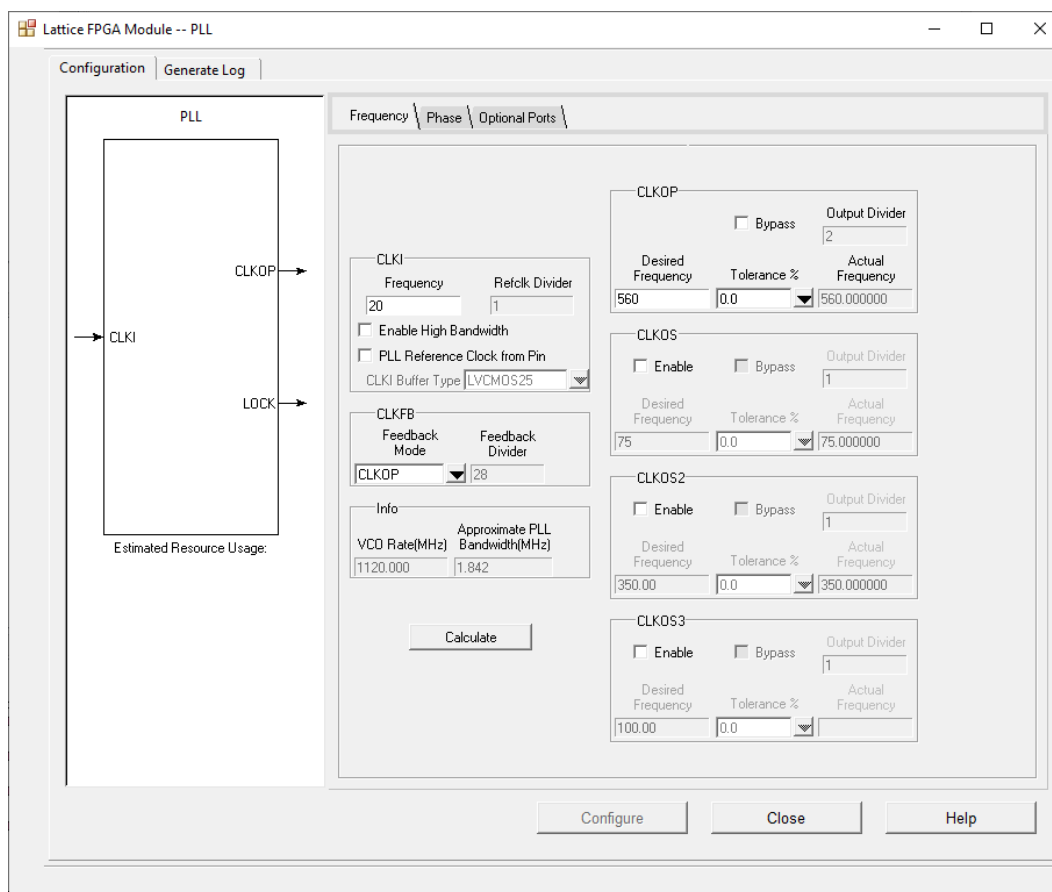 Lattice FPGA Module -- PLL
Configuration
Generate Log
PLL
CLKI
CLKOP
LOCK
Estimated Resource Usage:
Frequency
Phase
Optional Ports
CLKI
Frequency
Refclk Divider
20
1
Enable High Bandwidth
PLL Reference Clock from Pin
CLKI Buffer Type
LVCMOS25
CLKFB
Feedback
Mode
Feedback
Divider
CLKOP
28
Info
VCO Rate(MHz)
Approximate PLL
Bandwidth(MHz)
1120.000
1.842
Calculate
CLKOP
Bypass
Output Divider
2
Desired
Frequency
Tolerance %
Actual
Frequency
560
0.0
560.000000
CLKOS
Enable
Bypass
Output Divider
1
Desired
Frequency
Tolerance %
Actual
Frequency
75
0.0
75.000000
CLKOS2
Enable
Bypass
Output Divider
1
Desired
Frequency
Tolerance %
Actual
Frequency
350.00
0.0
350.000000
CLKOS3
Enable
Bypass
Output Divider
1
Desired
Frequency
Tolerance %
Actual
Frequency
100.00
0.0
Configure
Close
Help